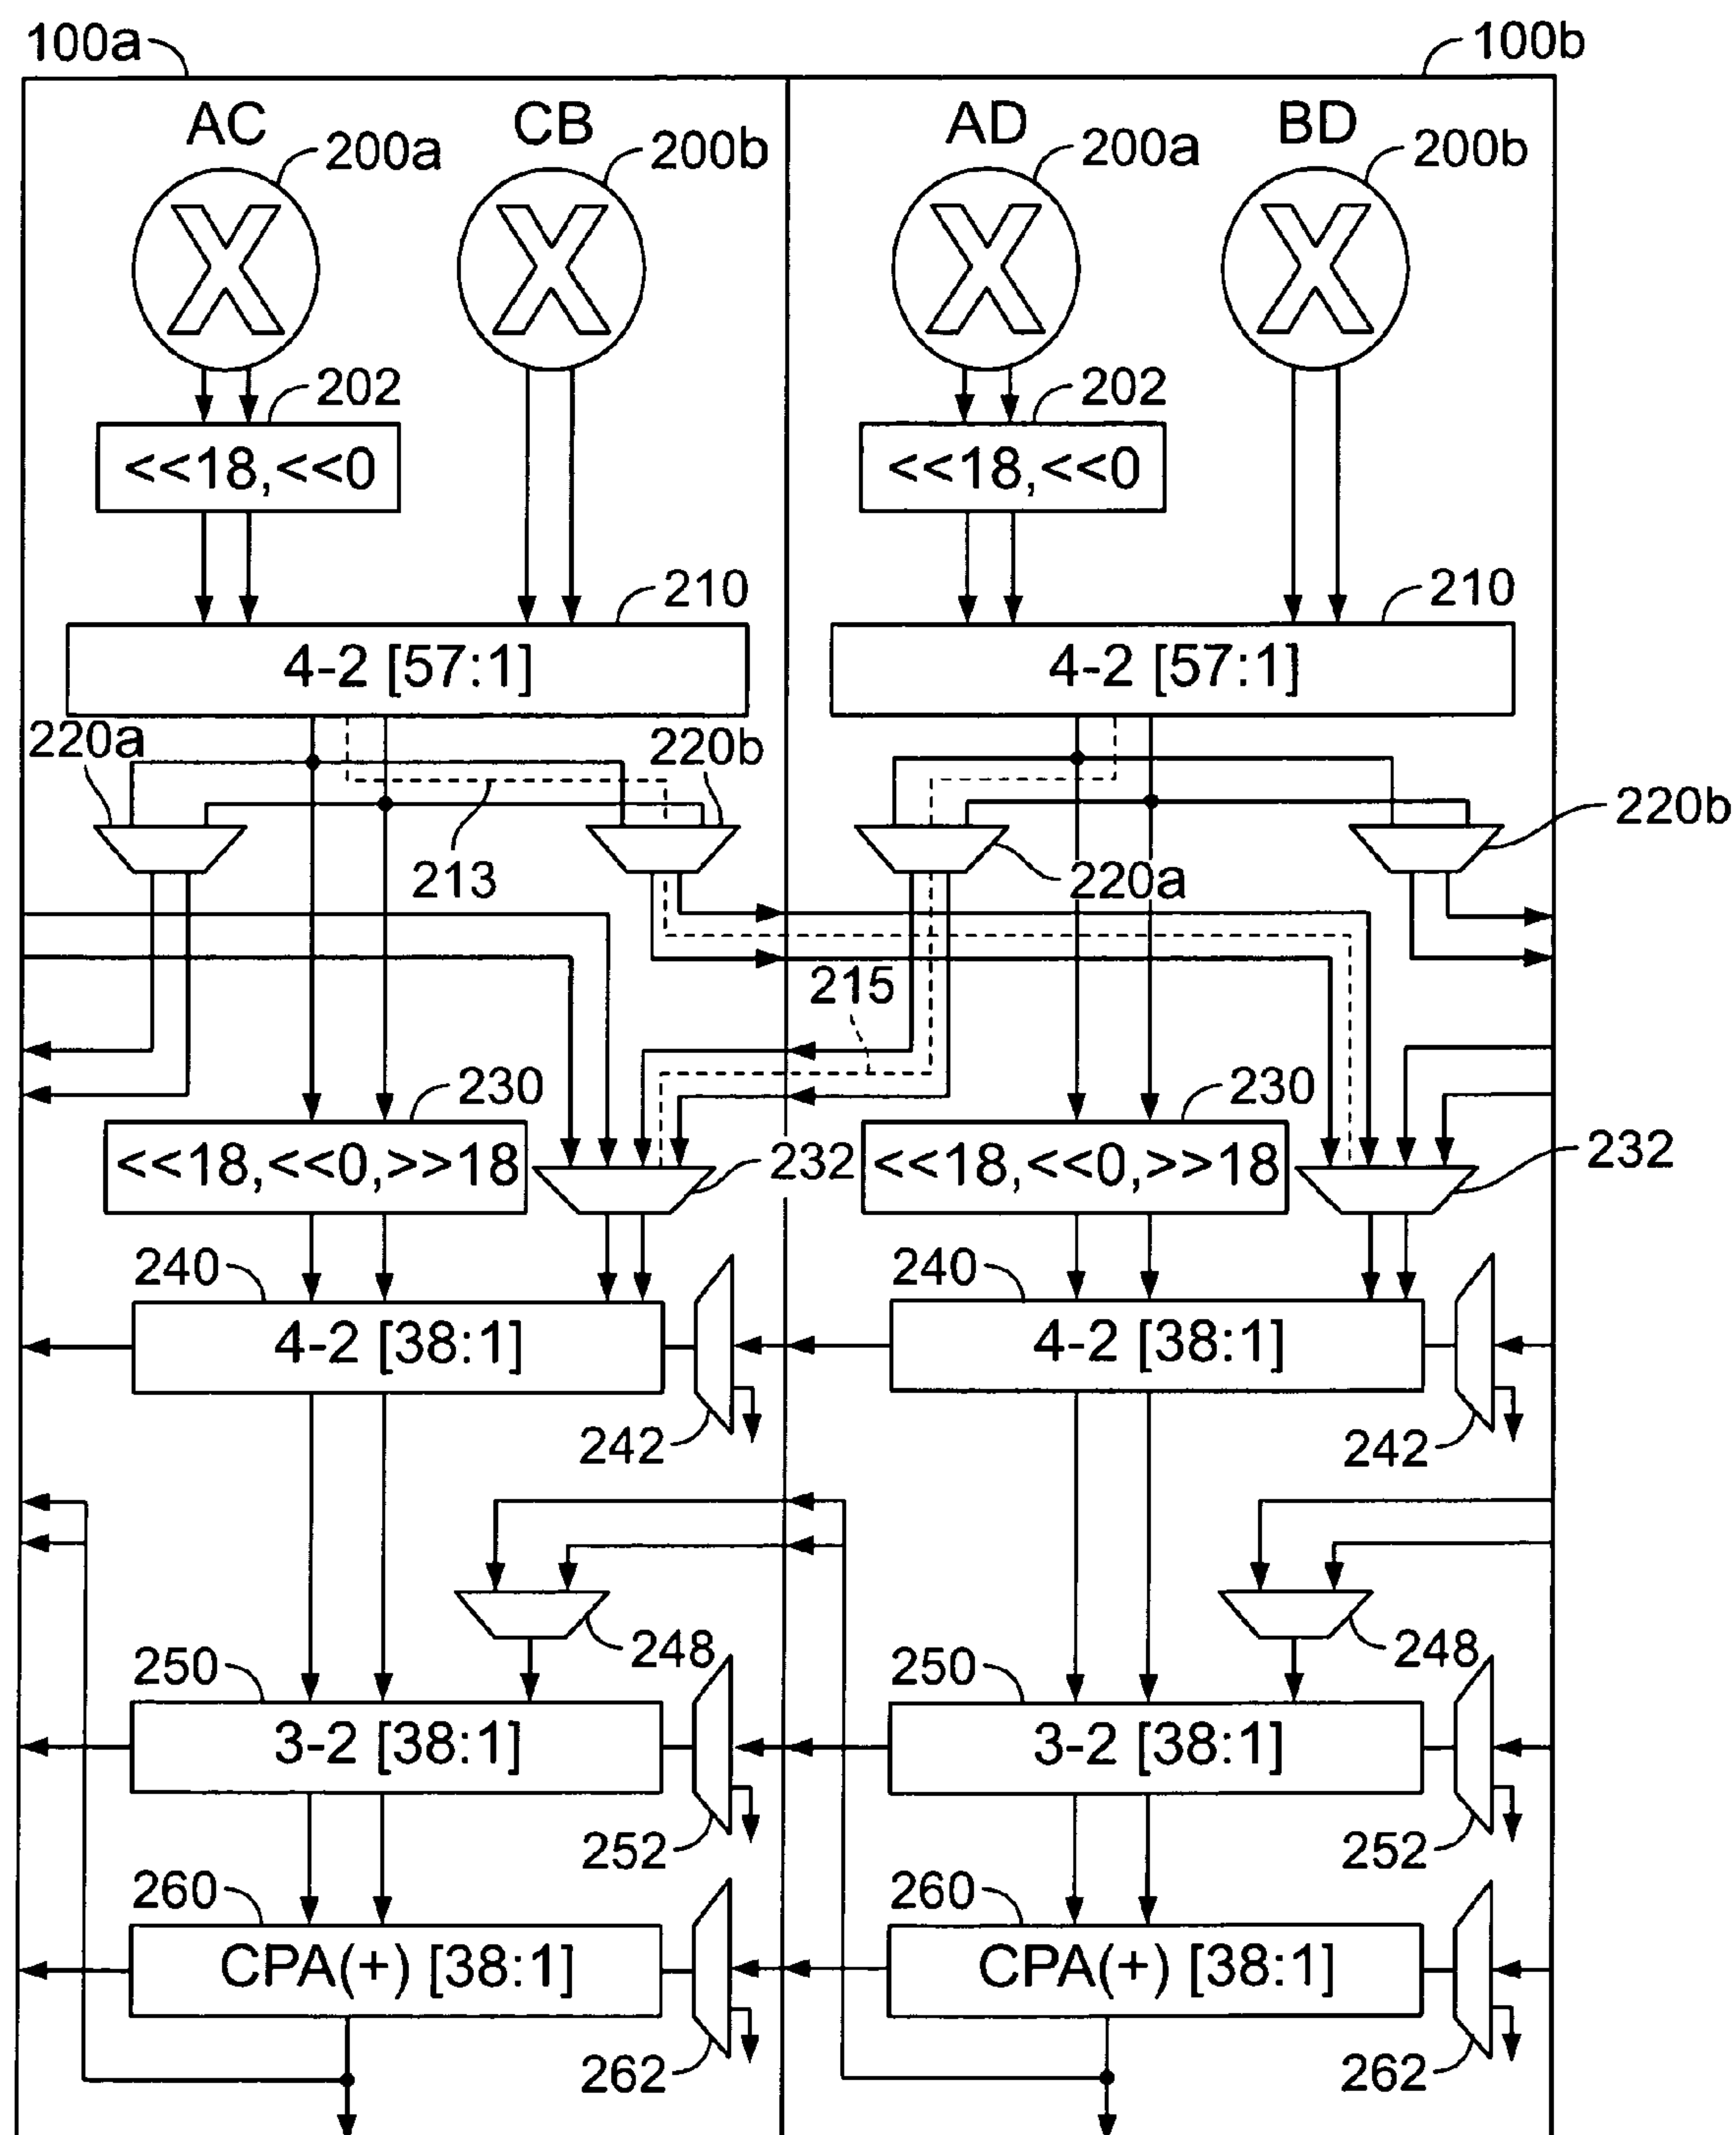 100a 100b
AC CB AD BD
200a 200b 200a 200b
X X X X
202 202
<<18,<<0 <<18,<<0
210 210
4-2 [57:1] 4-2 [57:1]
220a 220b
220b
213 220a
215
230 230
<<18,<<0,>>18 232 <<18,<<0,>>18 232
240 240
4-2 [38:1] 4-2 [38:1]
242 242
248 248
250 250
3-2 [38:1] 3-2 [38:1]
252 252
260 260
CPA(+) [38:1] CPA(+) [38:1]
262 262